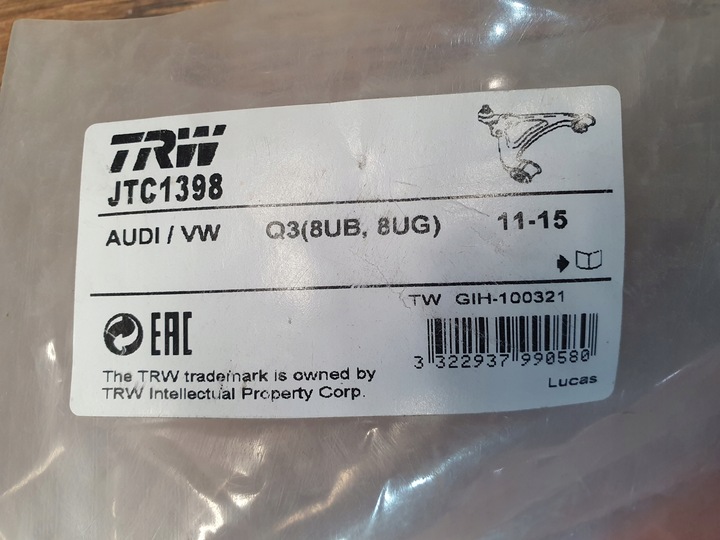 TRW
JTC1398
AUDI / VW Q3(8UB, 8UG) 11-15
TW GIH-100321
EAC
3 322937 990580
The TRW trademark is owned by
TRW Intellectual Property Corp.
Lucas